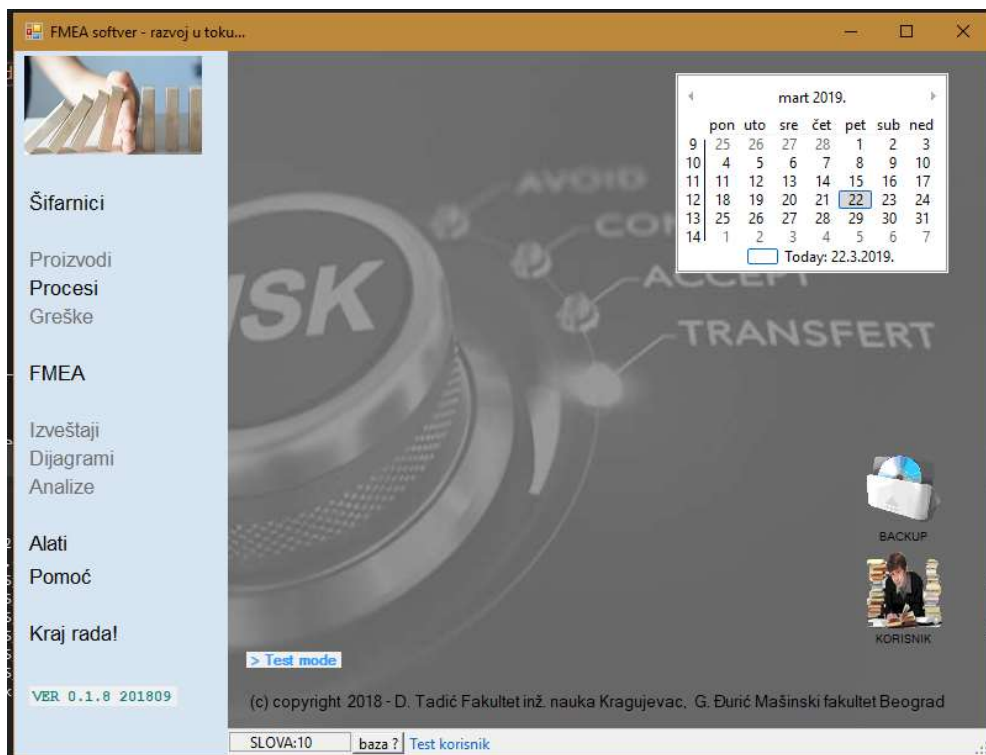 FMEA softver - razvoj u toku...
Šifarnici
Proizvodi
Procesi
Greške
FMEA
Izveštaji
Dijagrami
Analize
Alati
Pomoć
Kraj rada!
VER 0.1.8 201809
AVOID
ACCEPT
TRANSFERT
ISK
mart 2019.
pon uto sre čet pet sub ned
9 25 26 27 28 1 2 3
10 4 5 6 7 8 9 10
11 11 12 13 14 15 16 17
12 18 19 20 21 22 23 24
13 25 26 27 28 29 30 31
14 1 2 3 4 5 6 7
Today: 22.3.2019.
BACKUP
KORISNIK
> Test mode
(c) copyright 2018 - D. Tadić Fakultet inž. nauka Kragujevac, G. Đurić Mašinski fakultet Beograd
SLOVA:10 baza ? Test korisnik